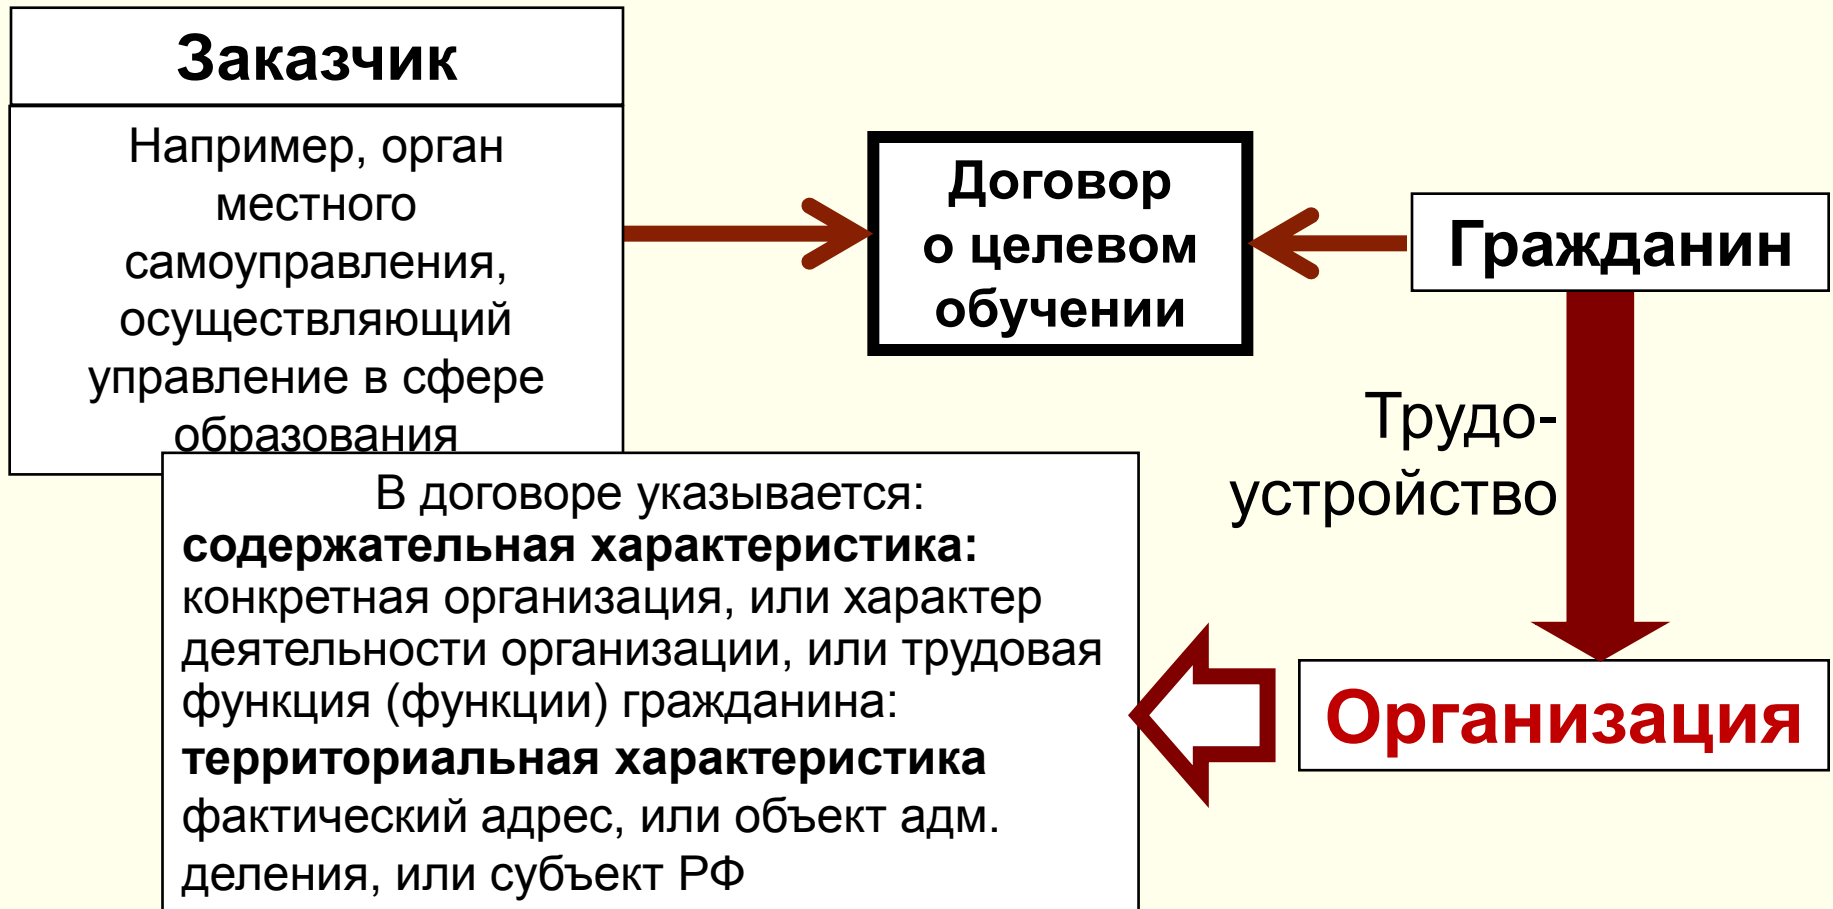 Заказчик
Например, орган
местного
самоуправления,
осуществляющий
управление в сфере
образования
Договор
о целевом
обучении
Гражданин
Трудо-
устройство
Организация
В договоре указывается:
содержательная характеристика:
конкретная организация, или характер
деятельности организации, или трудовая
функция (функции) гражданина:
территориальная характеристика
фактический адрес, или объект адм.
деления, или субъект РФ